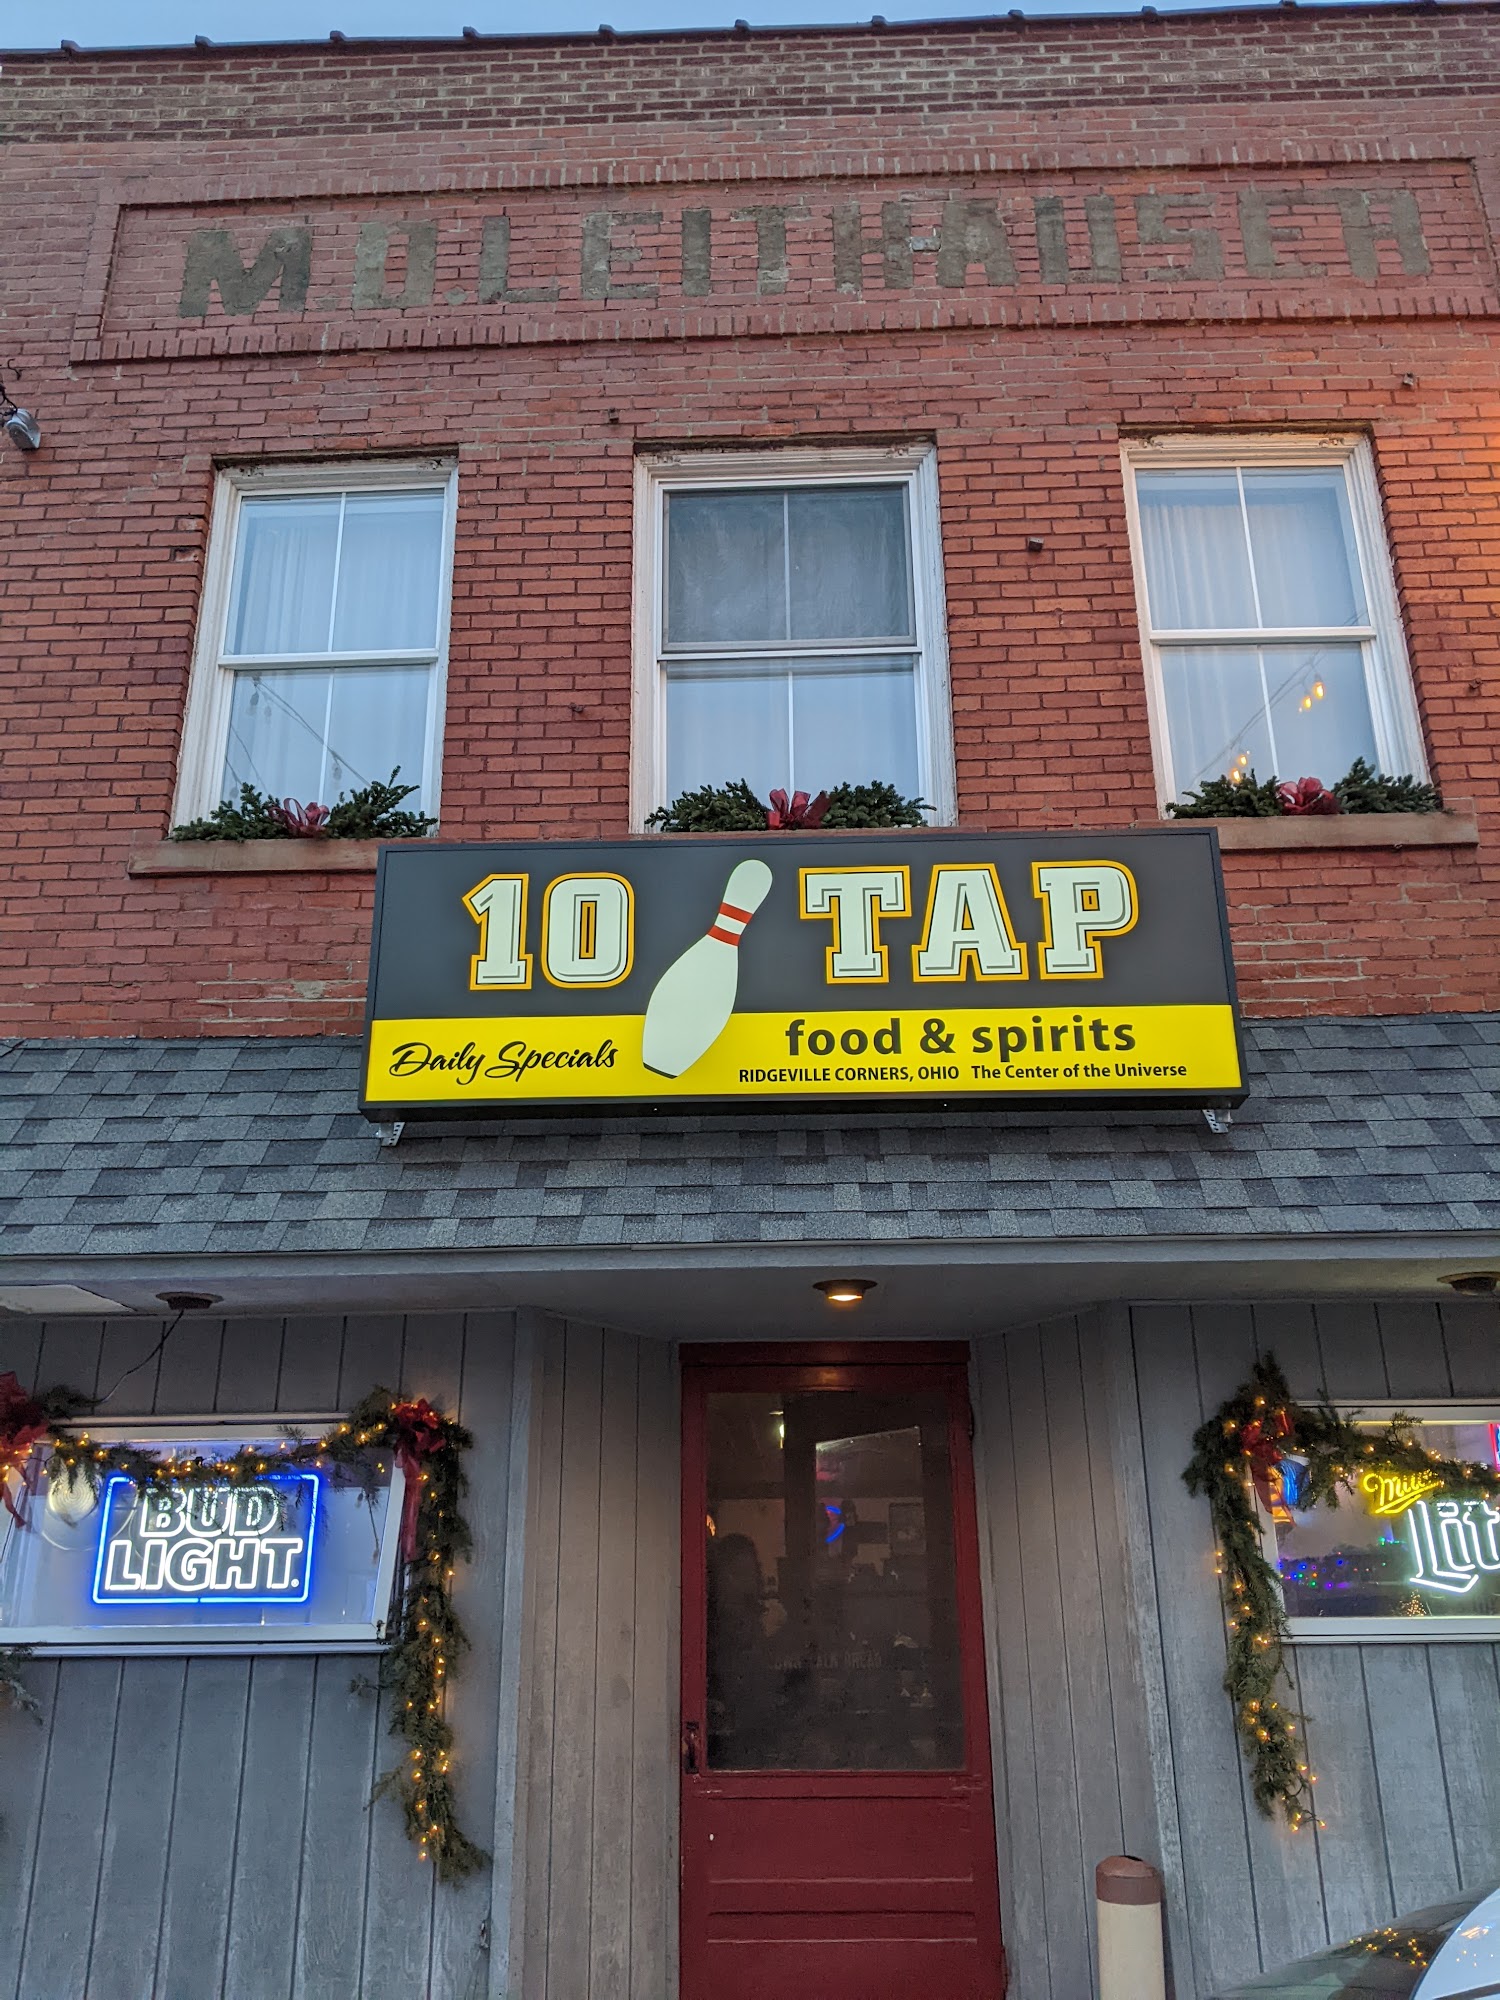 M.D. LEITHAUSER
10 TAP
Daily Specials
food & spirits
RIDGEVILLE CORNERS, OHIO The Center of the Universe
BUD
LIGHT
Miller
Lit